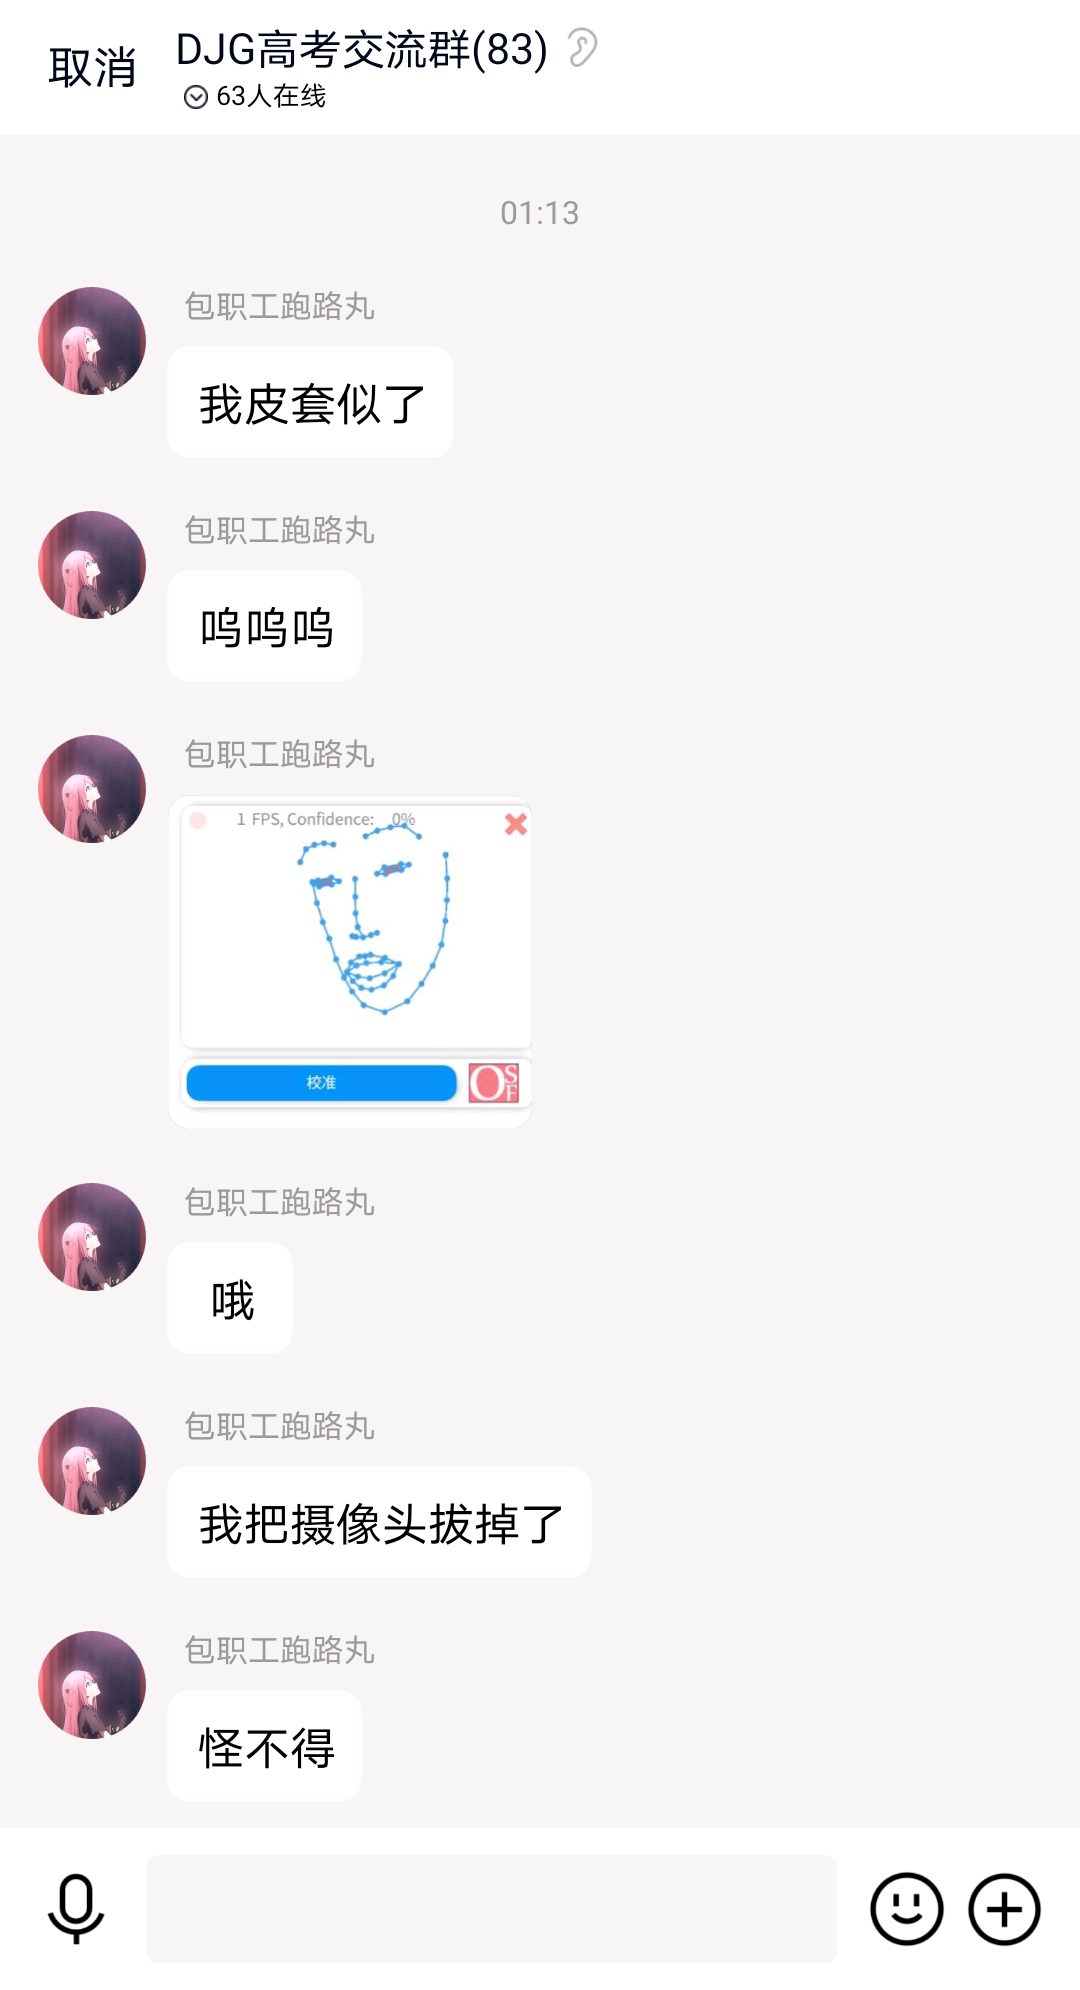 取消
DJG高考交流群(83)
63人在线
01:13
包职工跑路丸
我皮套似了
包职工跑路丸
呜呜呜
包职工跑路丸
1 FPS, Confidence: 0%
校准
OSF
包职工跑路丸
哦
包职工跑路丸
我把摄像头拔掉了
包职工跑路丸
怪不得